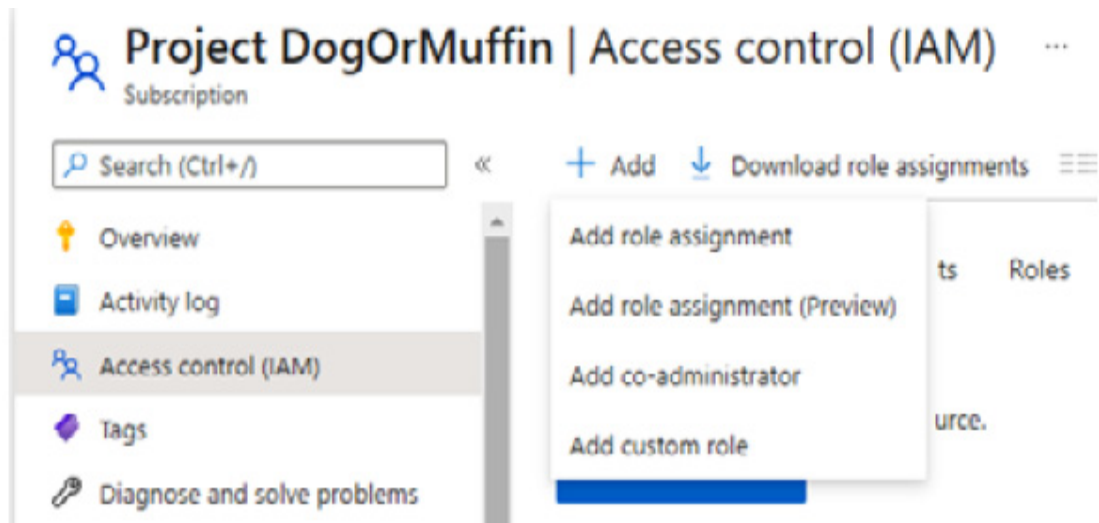 Project DogOrMuffin | Access control (IAM) ...
Subscription
Search (Ctrl+/)
«
+ Add
Download role assignments
Overview
Activity log
Access control (IAM)
Tags
Diagnose and solve problems
Add role assignment
Add role assignment (Preview)
Add co-administrator
Add custom role
ts
Roles
urce.